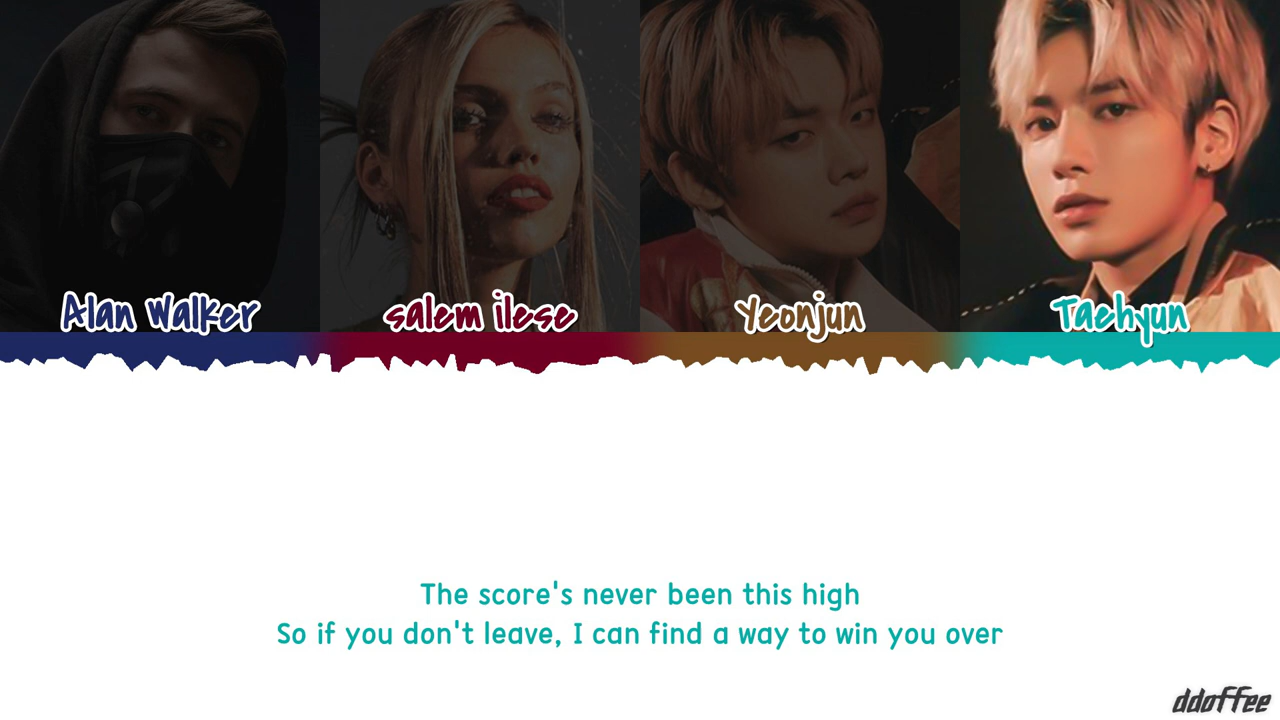 Alan Walker
salem ilese
Yeonjun
Taehyun
The score's never been this high
So if you don't leave, I can find a way to win you over
ddoffee